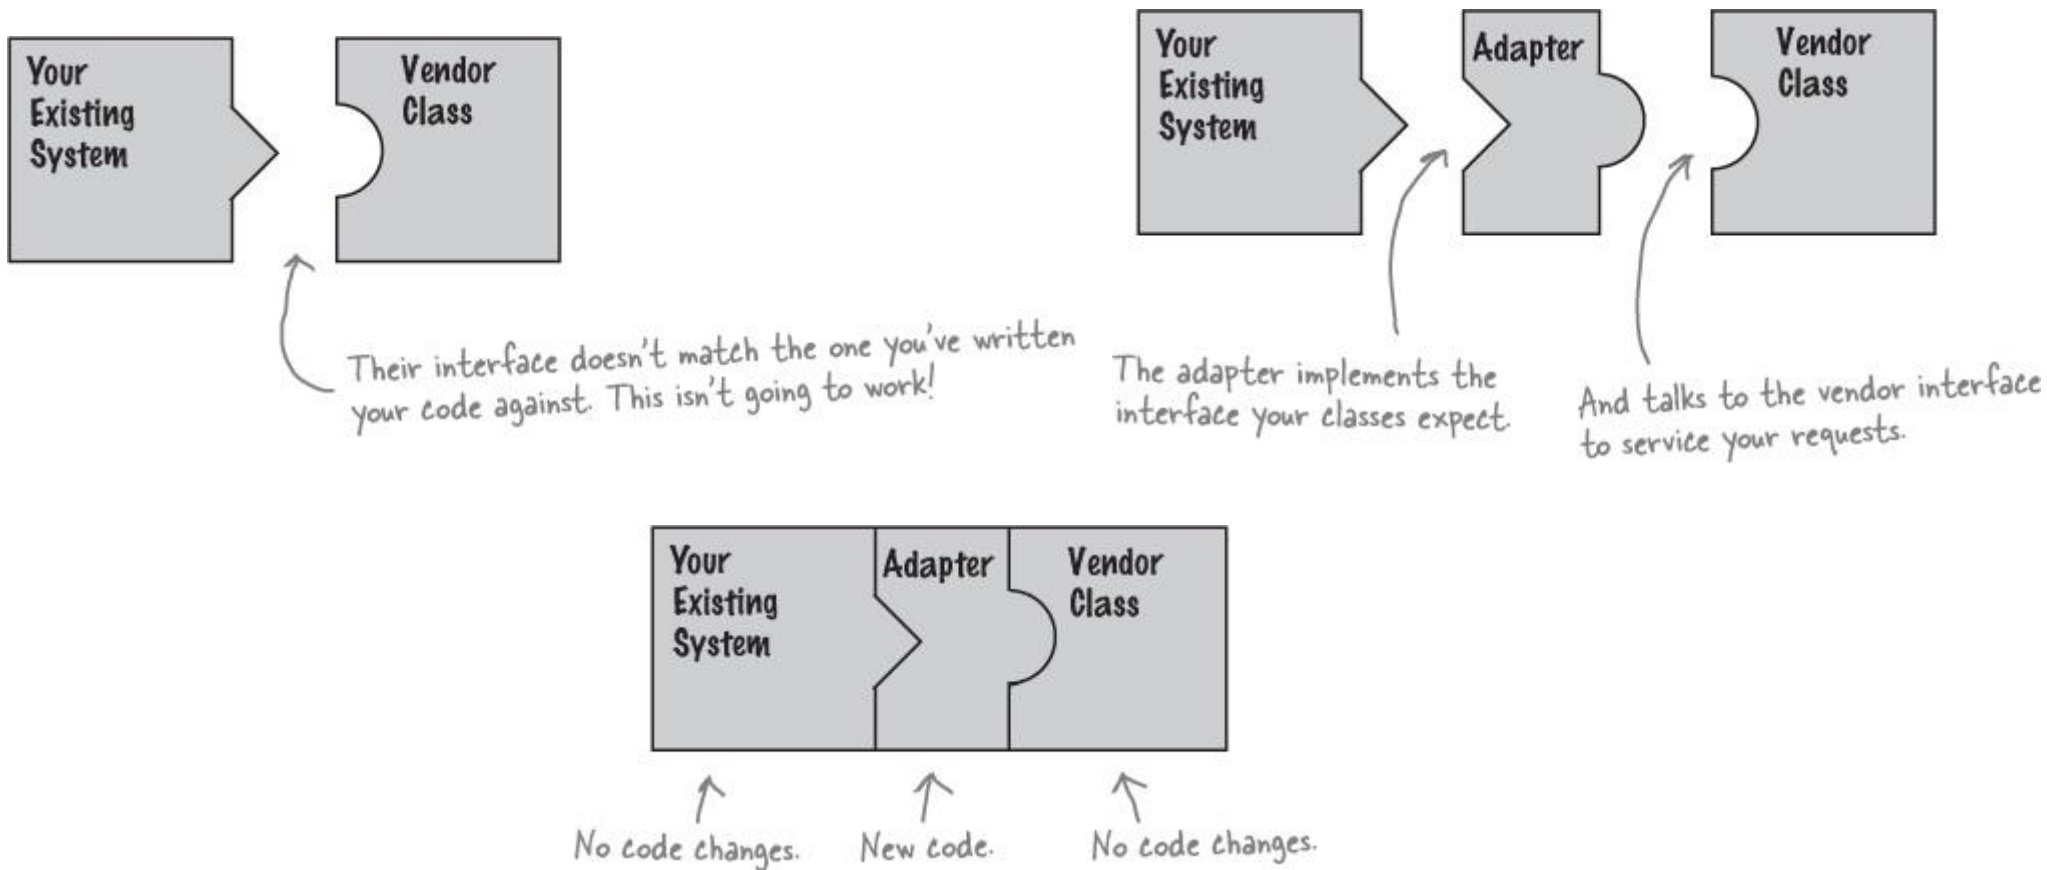 Your
Existing
System
Vendor
Class
Their interface doesn't match the one you've written
your code against. This isn't going to work!
Your
Existing
System
Adapter
Vendor
Class
The adapter implements the
interface your classes expect.
And talks to the vendor interface
to service your requests.
Your
Existing
System
Adapter
Vendor
Class
No code changes.
New code.
No code changes.